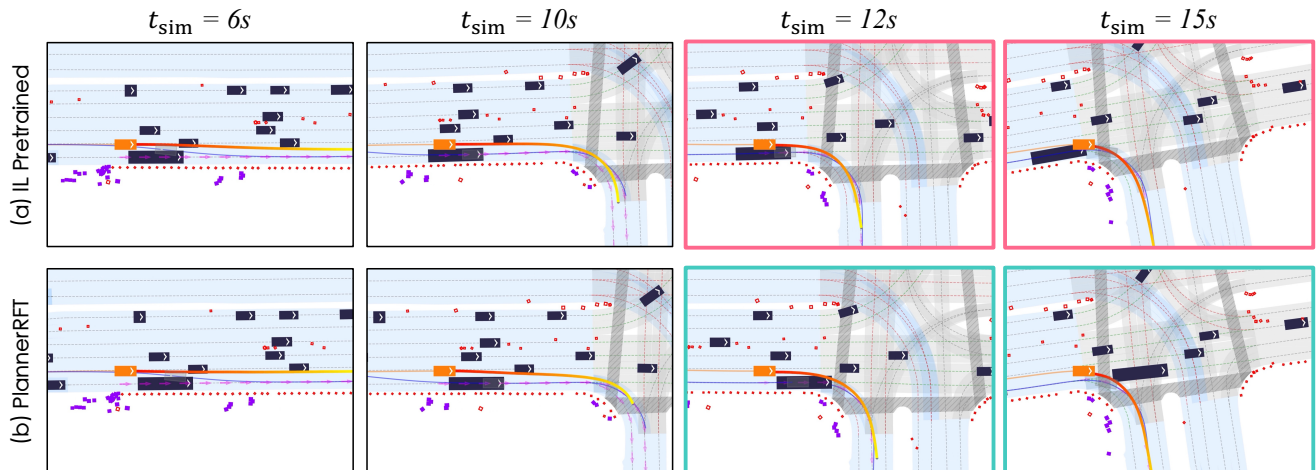 t_sim = 6s
t_sim = 10s
t_sim = 12s
t_sim = 15s
(a) IL Pretrained
(b) PlannerRFT